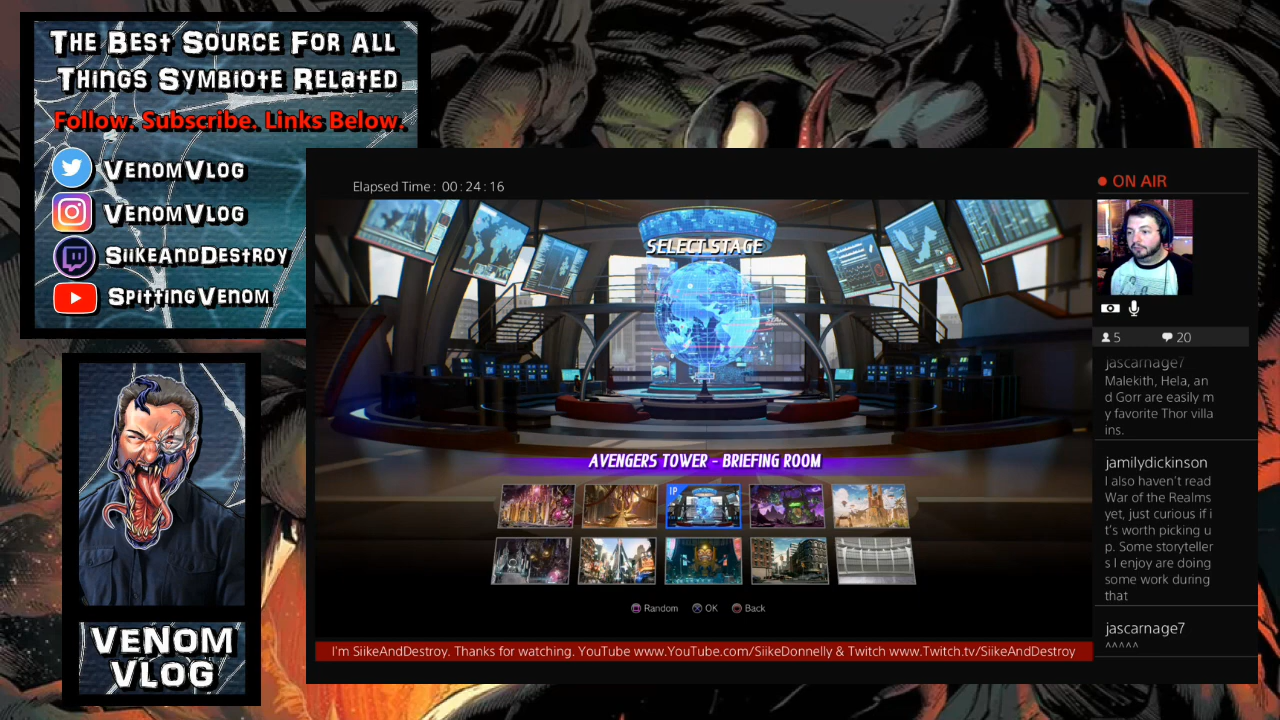 THE BEST SOURCE FOR ALL
THINGS SYMBIOTE RELATED
Follow. Subscribe. Links Below.
VENOMVLOG
VENOMVLOG
SIIKEANDDESTROY
SPITTINGVENOM
VENOM
VLOG
Elapsed Time: 00:24:16
SELECT STAGE
AVENGERS TOWER - BRIEFING ROOM
1P
Random OK Back
I'm SiikeAndDestroy. Thanks for watching. YouTube www.YouTube.com/SiikeDonnelly & Twitch www.Twitch.tv/SiikeAndDestroy
ON AIR
5 20
jascarnage7
Malekith, Hela, an
d Gorr are easily m
y favorite Thor villa
ins.
jamilydickinson
I also haven't read
War of the Realms
yet, just curious if i
t's worth picking u
p. Some storyteller
s I enjoy are doing
some work during
that
jascarnage7
^^^^^